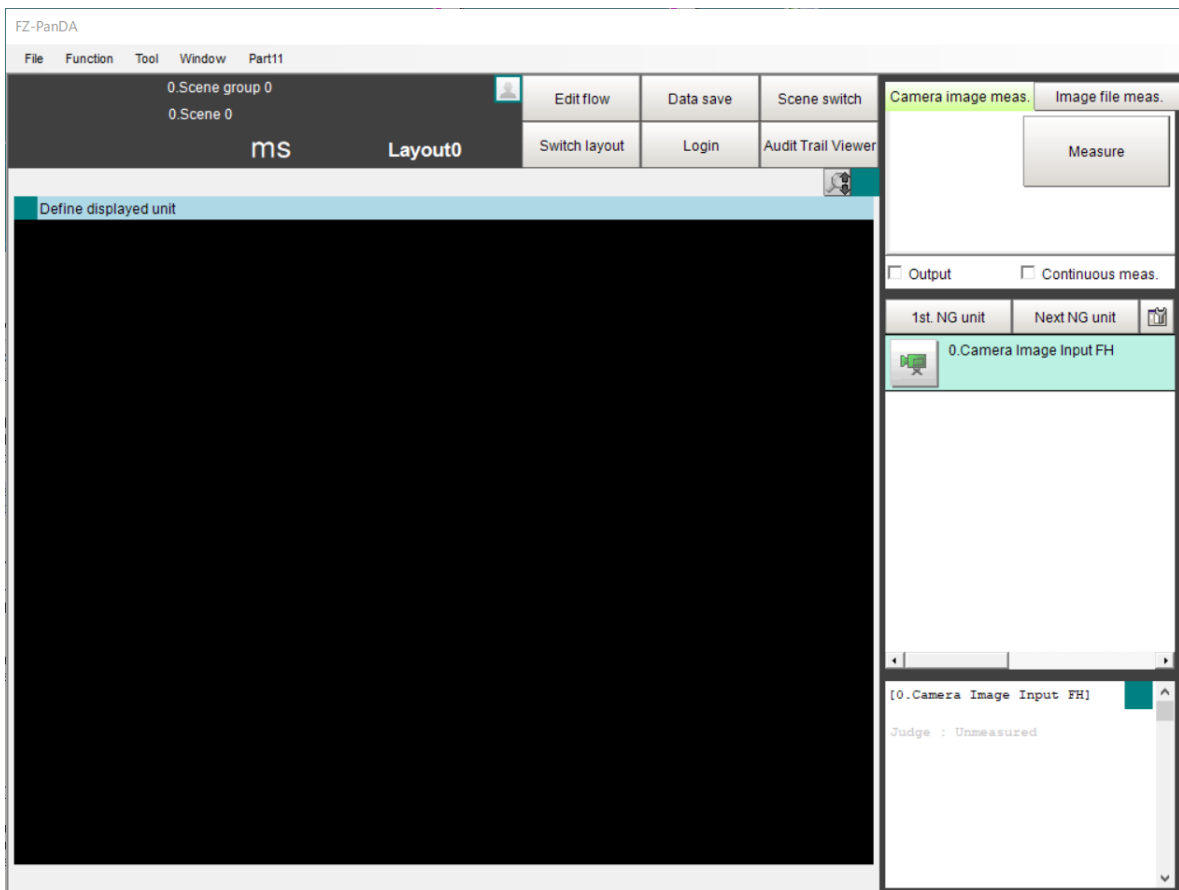 FZ-PanDA
File Function Tool Window Part11
0.Scene group 0
0.Scene 0
ms Layout0
Edit flow Data save Scene switch
Switch layout Login Audit Trail Viewer
Camera image meas. Image file meas.
Measure
Define displayed unit
Output Continuous meas.
1st. NG unit Next NG unit
0.Camera Image Input FH
[0.Camera Image Input FH]
Judge : Unmeasured